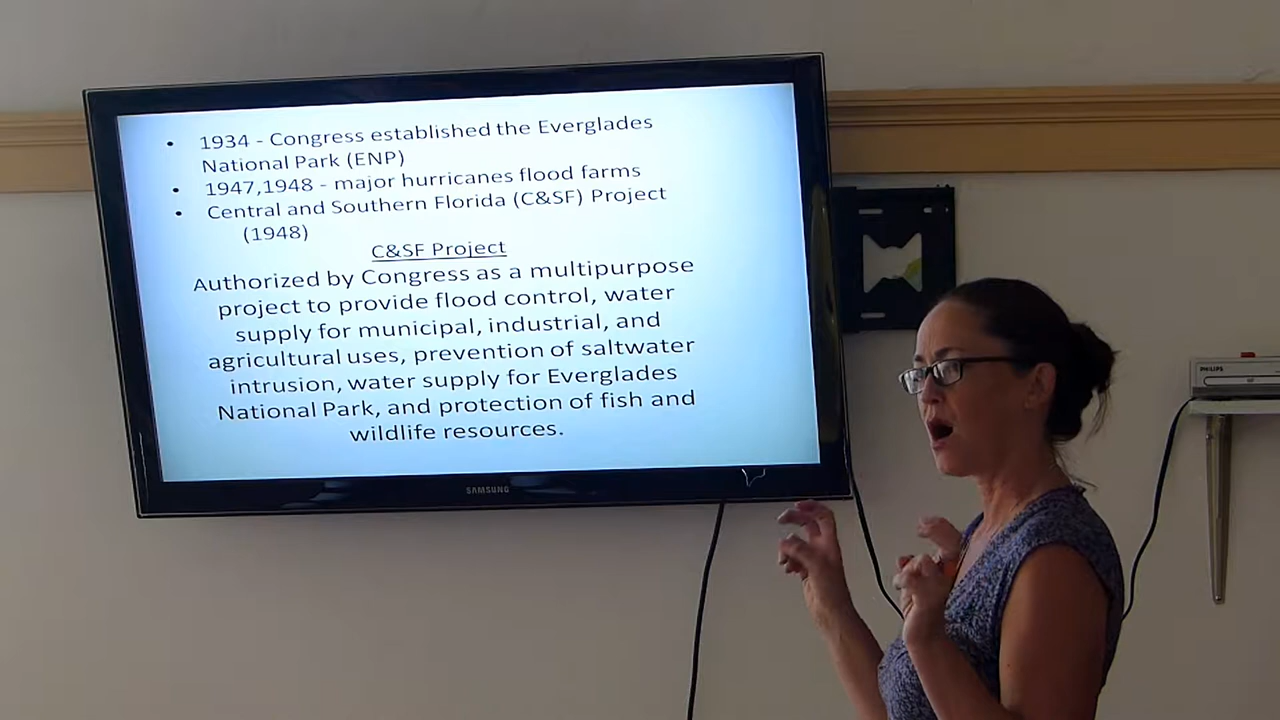 • 1934 - Congress established the Everglades
National Park (ENP)
• 1947,1948 - major hurricanes flood farms
• Central and Southern Florida (C&SF) Project
(1948)
C&SF Project
Authorized by Congress as a multipurpose
project to provide flood control, water
supply for municipal, industrial, and
agricultural uses, prevention of saltwater
intrusion, water supply for Everglades
National Park, and protection of fish and
wildlife resources.
SAMSUNG
PHILIPS